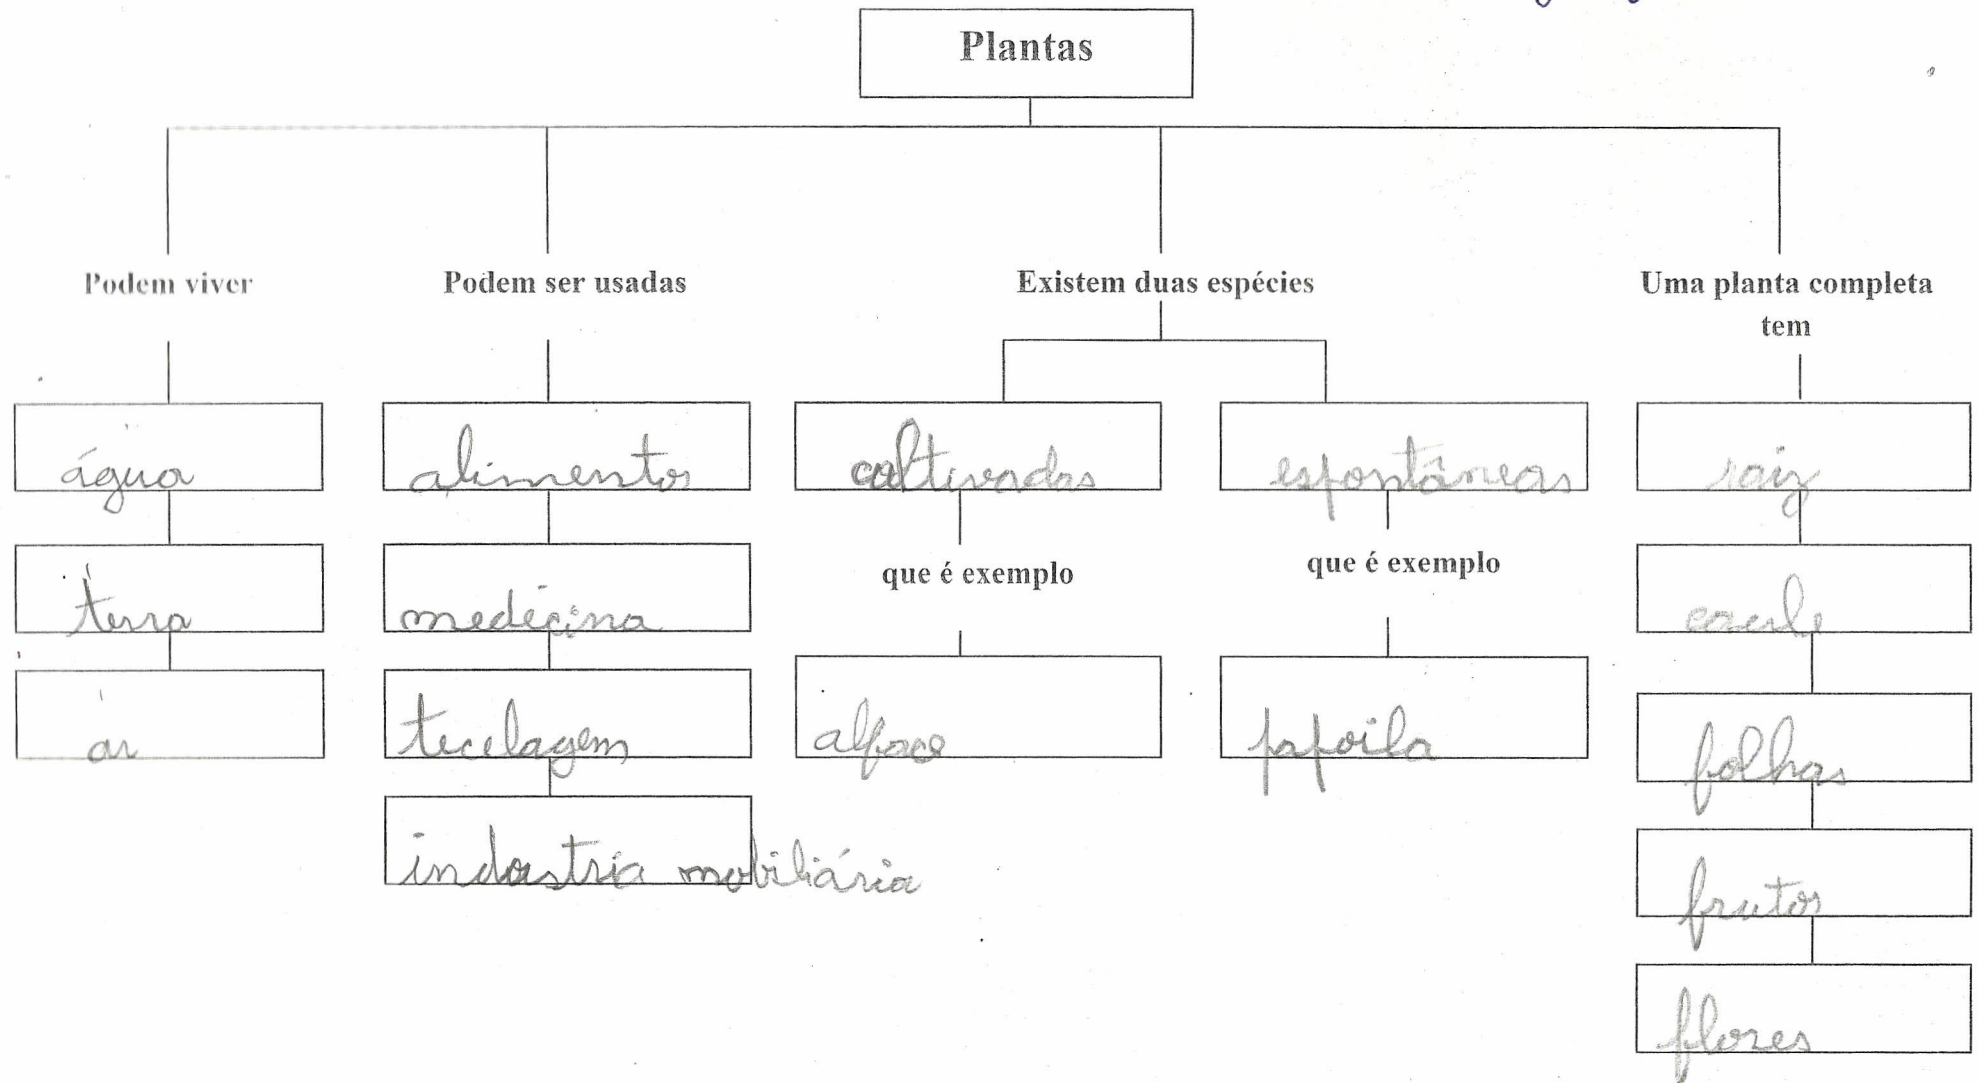 Plantas
Podem viver
água
terra
ar
Podem ser usadas
alimentos
medecina
tecelagem
indústria mobiliária
Existem duas espécies
cultivadas
que é exemplo
alface
espontâneas
que é exemplo
papoila
Uma planta completa
tem
raiz
caule
folhas
frutos
flores